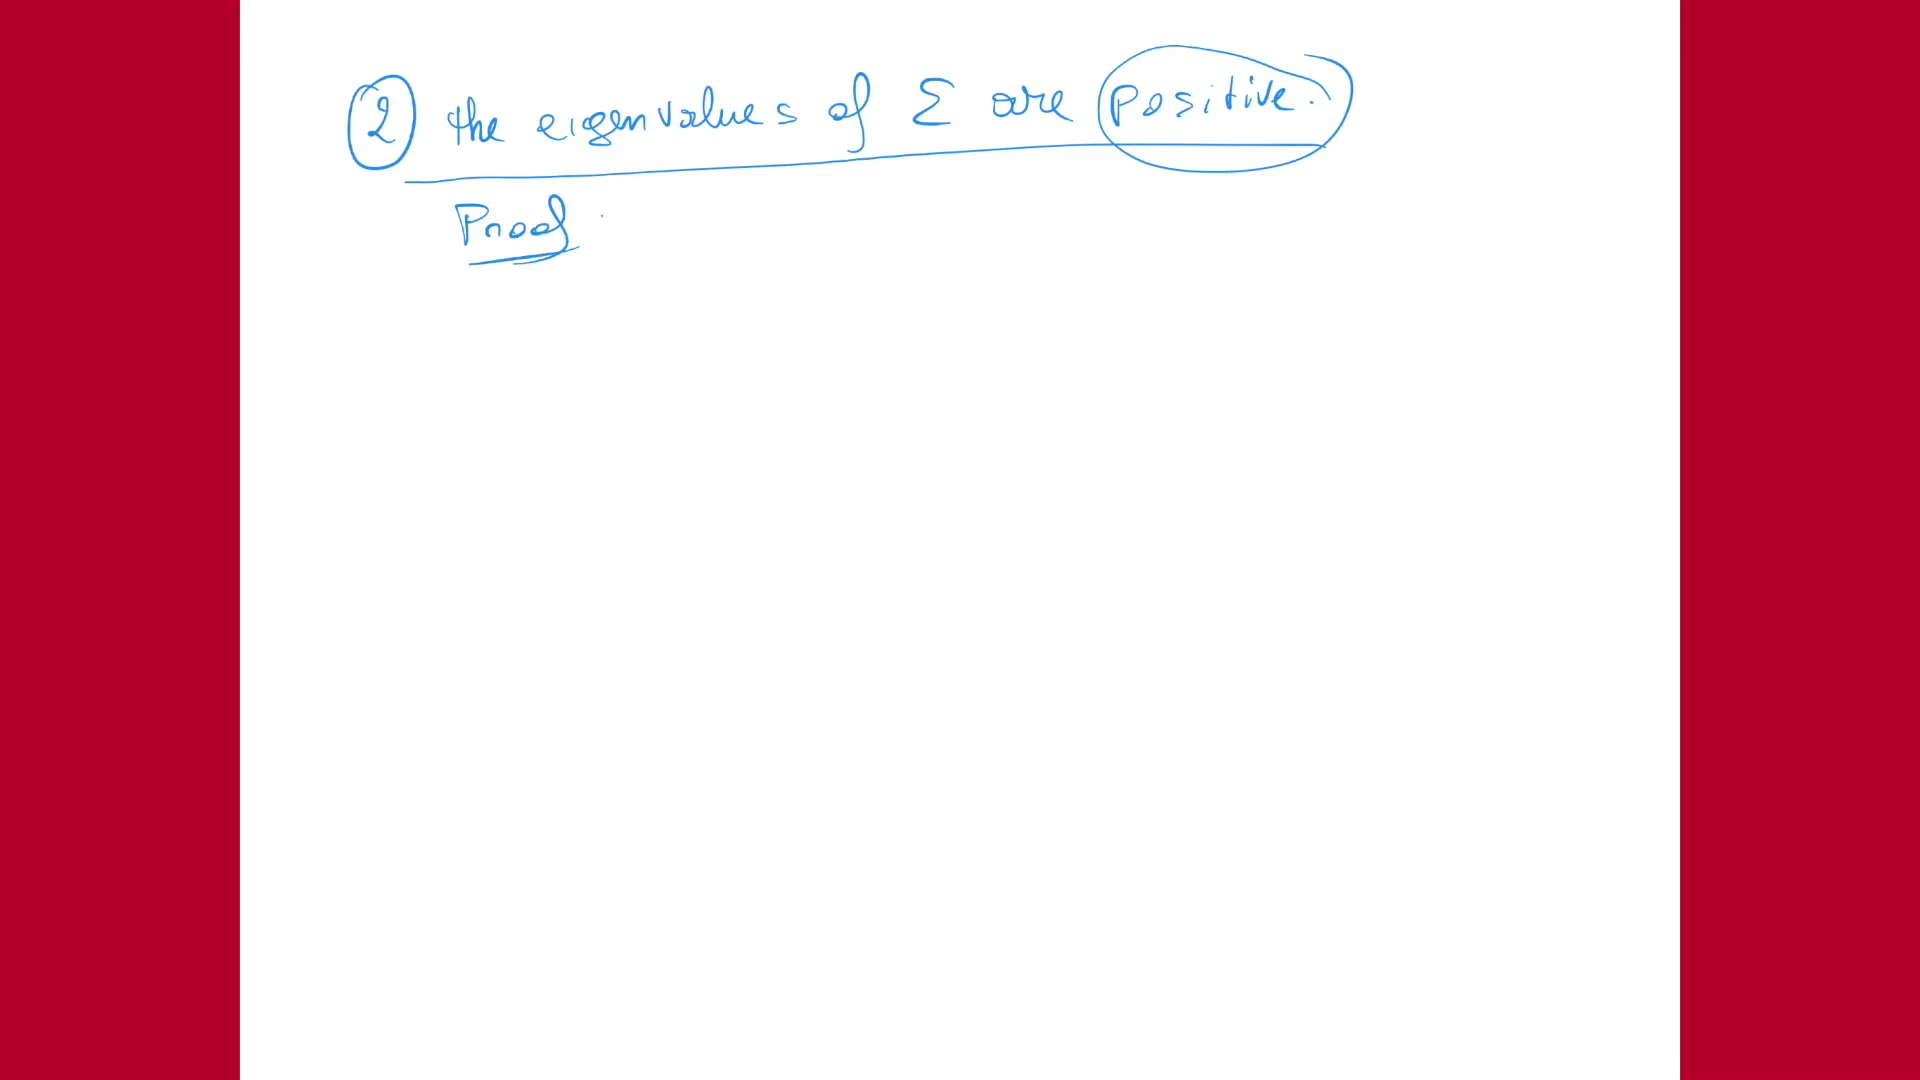 ② the eigenvalues of Σ are positive.
Proof